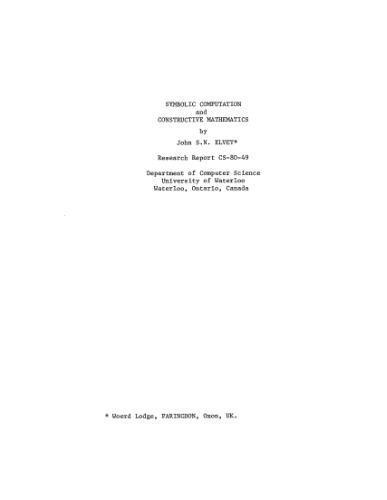 SYMBOLIC COMPUTATION
and
CONSTRUCTIVE MATHEMATICS
by
John S.N. ELVEY*
Research Report CS-80-49
Department of Computer Science
University of Waterloo
Waterloo, Ontario, Canada
* Woerd Lodge, FARINGDON, Oxon, UK.